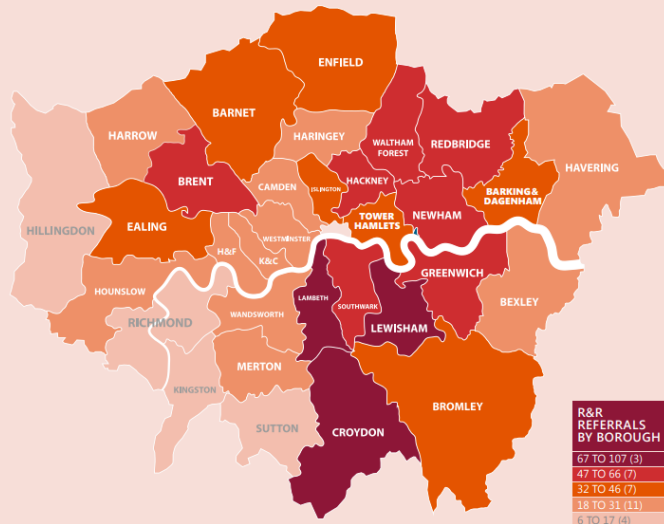 ENFIELD
BARNET
HARROW
HARINGEY
WALTHAM
FOREST
REDBRIDGE
HAVERING
BRENT
CAMDEN
ISLINGTON
HACKNEY
BARKING &
DAGENHAM
HILLINGDON
EALING
TOWER
HAMLETS
NEWHAM
H&F
WESTMINSTER
K&C
GREENWICH
HOUNSLOW
RICHMOND
WANDSWORTH
LAMBETH
SOUTHWARK
LEWISHAM
BEXLEY
MERTON
KINGSTON
SUTTON
CROYDON
BROMLEY
R&R
REFERRALS
BY BOROUGH
67 TO 107 (3)
47 TO 66 (7)
32 TO 46 (7)
18 TO 31 (11)
6 TO 17 (4)